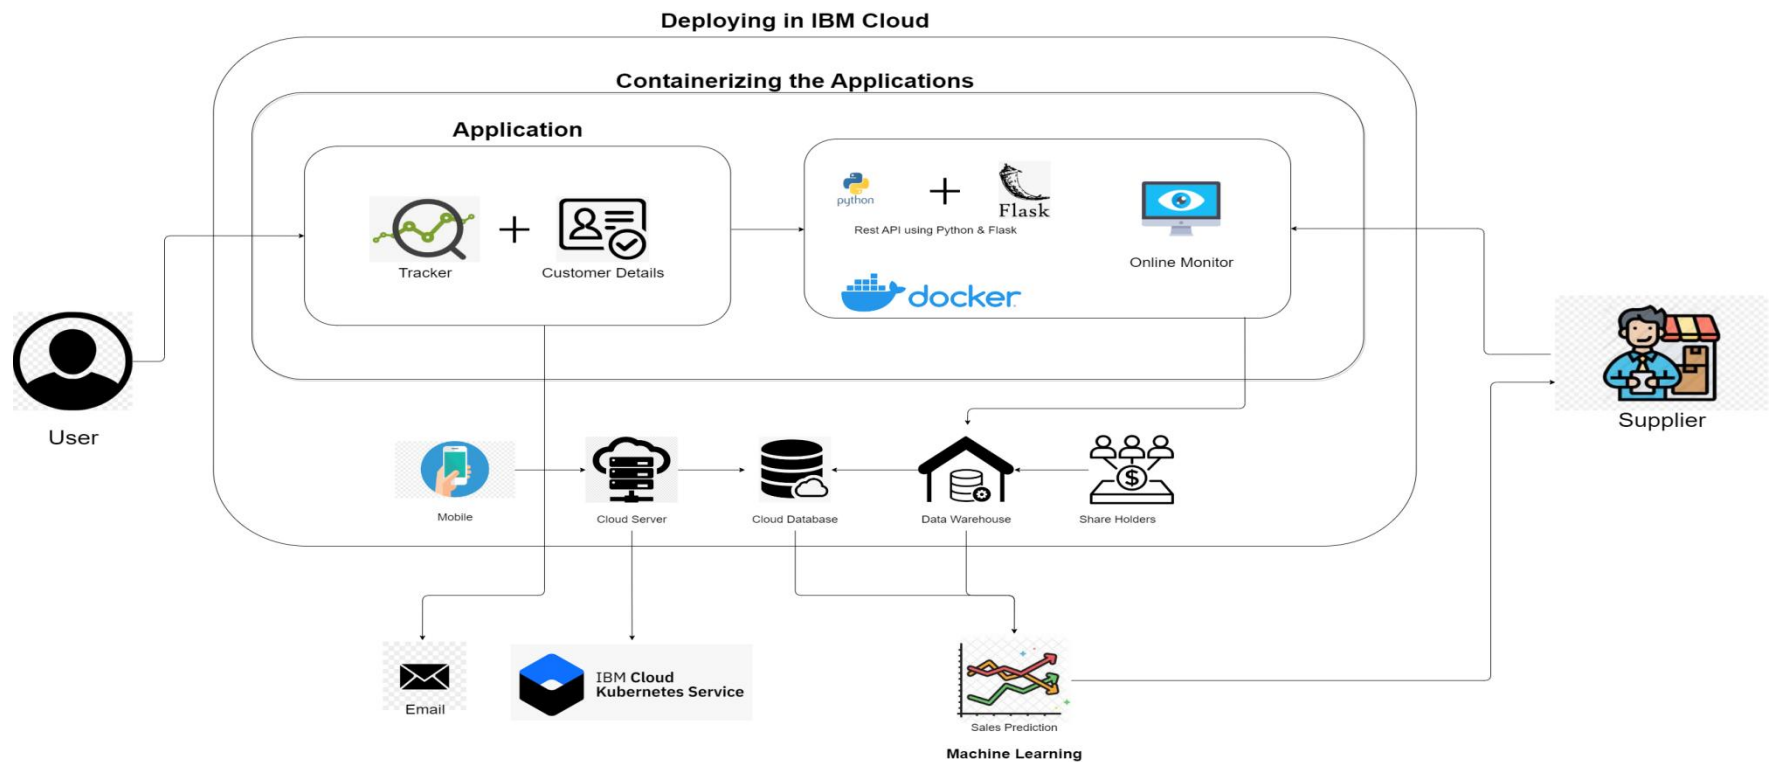 Deploying in IBM Cloud
Containerizing the Applications
Application
Tracker
Customer Details
python
Flask
Rest API using Python & Flask
Online Monitor
docker
User
Supplier
Mobile
Cloud Server
Cloud Database
Data Warehouse
Share Holders
$
Email
IBM Cloud
Kubernetes Service
Sales Prediction
Machine Learning